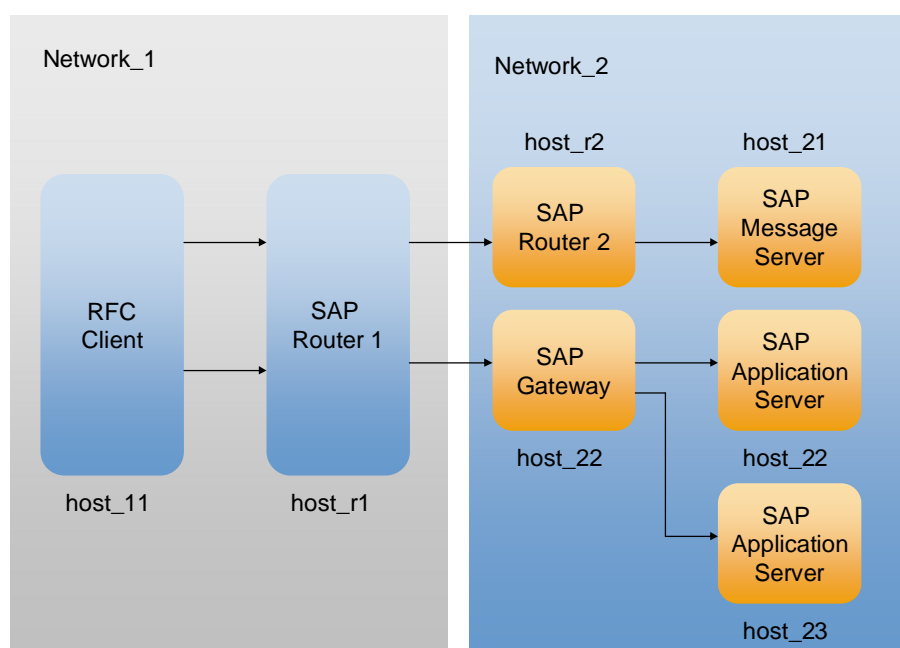 Network_1
RFC
Client
host_11
SAP
Router 1
host_r1
Network_2
host_r2
SAP
Router 2
host_21
SAP
Message
Server
SAP
Gateway
host_22
SAP
Application
Server
host_22
SAP
Application
Server
host_23